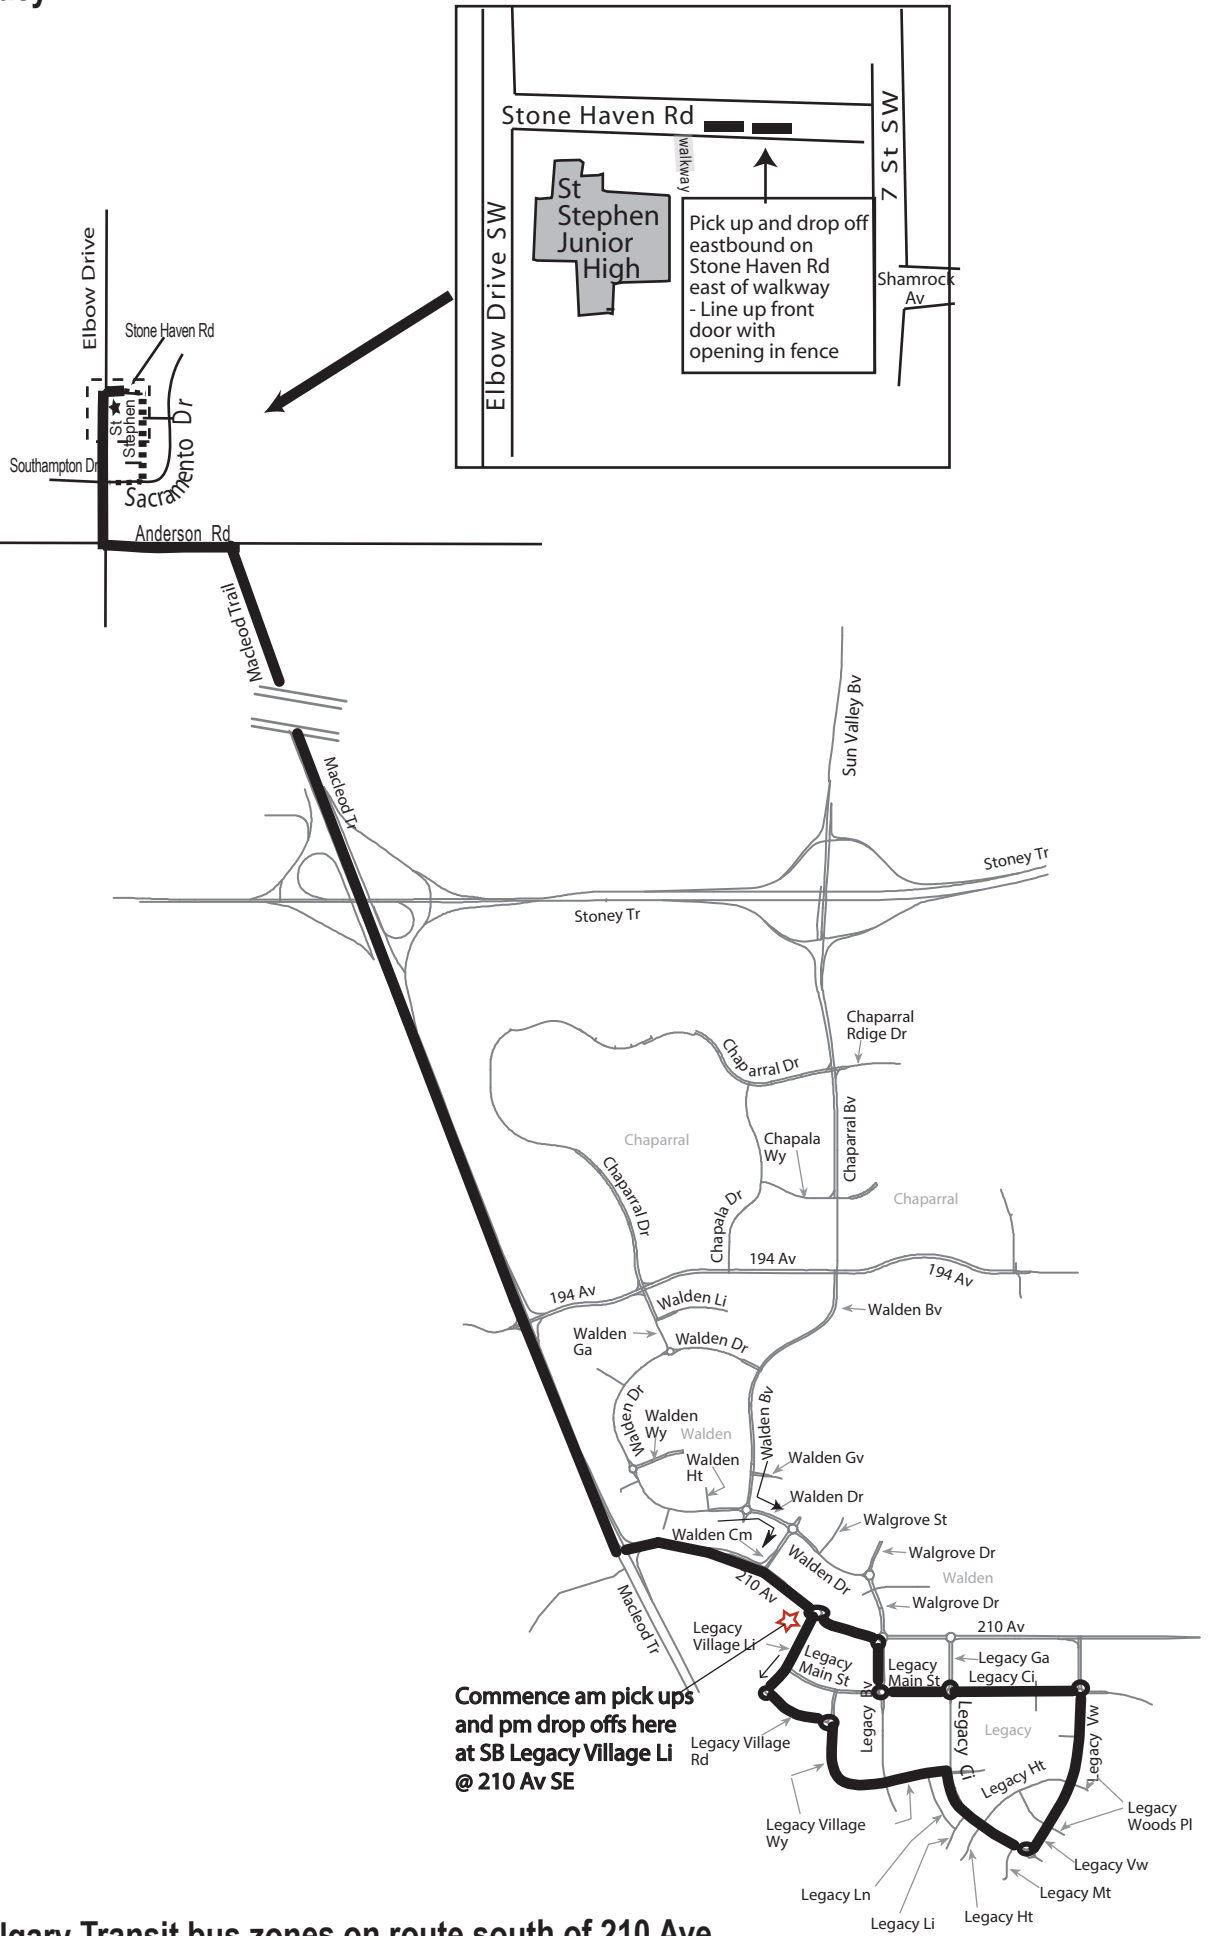 Stone Haven Rd
7 St SW
walkway
St
Stephen
Junior
High
Elbow Drive SW
Pick up and drop off
eastbound on
Stone Haven Rd
east of walkway
- Line up front
door with
opening in fence
Shamrock
Av
Elbow Drive
Stone Haven Rd
St
Stephen
Sacramento Dr
Southampton Dr
Anderson Rd
Macleod Trail
Sun Valley Bv
Macleod Tr
Stoney Tr
Stoney Tr
Chaparral
Rdige Dr
Chaparral Dr
Chaparral Bv
Chaparral
Chapala
Wy
Chaparral Dr
Chapala Dr
Chaparral
194 Av
194 Av
194 Av
Walden Li
Walden Bv
Walden
Ga
Walden Dr
Walden Dr
Walden Bv
Walden
Wy
Walden
Walden
Ht
Walden Gv
Walden Dr
Walgrove St
Walden Cm
Walden Dr
Walgrove Dr
Walden
Walgrove Dr
210 Av
Macleod Tr
210 Av
Legacy
Village Li
Legacy
Main St
Legacy
Main St
Legacy Ga
Legacy Ci
Commence am pick ups
and pm drop offs here
at SB Legacy Village Li
@ 210 Av SE
Legacy Bv
Legacy Ci
Legacy
Legacy Vw
Legacy Village
Rd
Legacy Ht
Legacy
Woods Pl
Legacy Village
Wy
Legacy Vw
Legacy Mt
Legacy Ln
Legacy Li
Legacy Ht
Transit bus zones on route south of 210 Ave